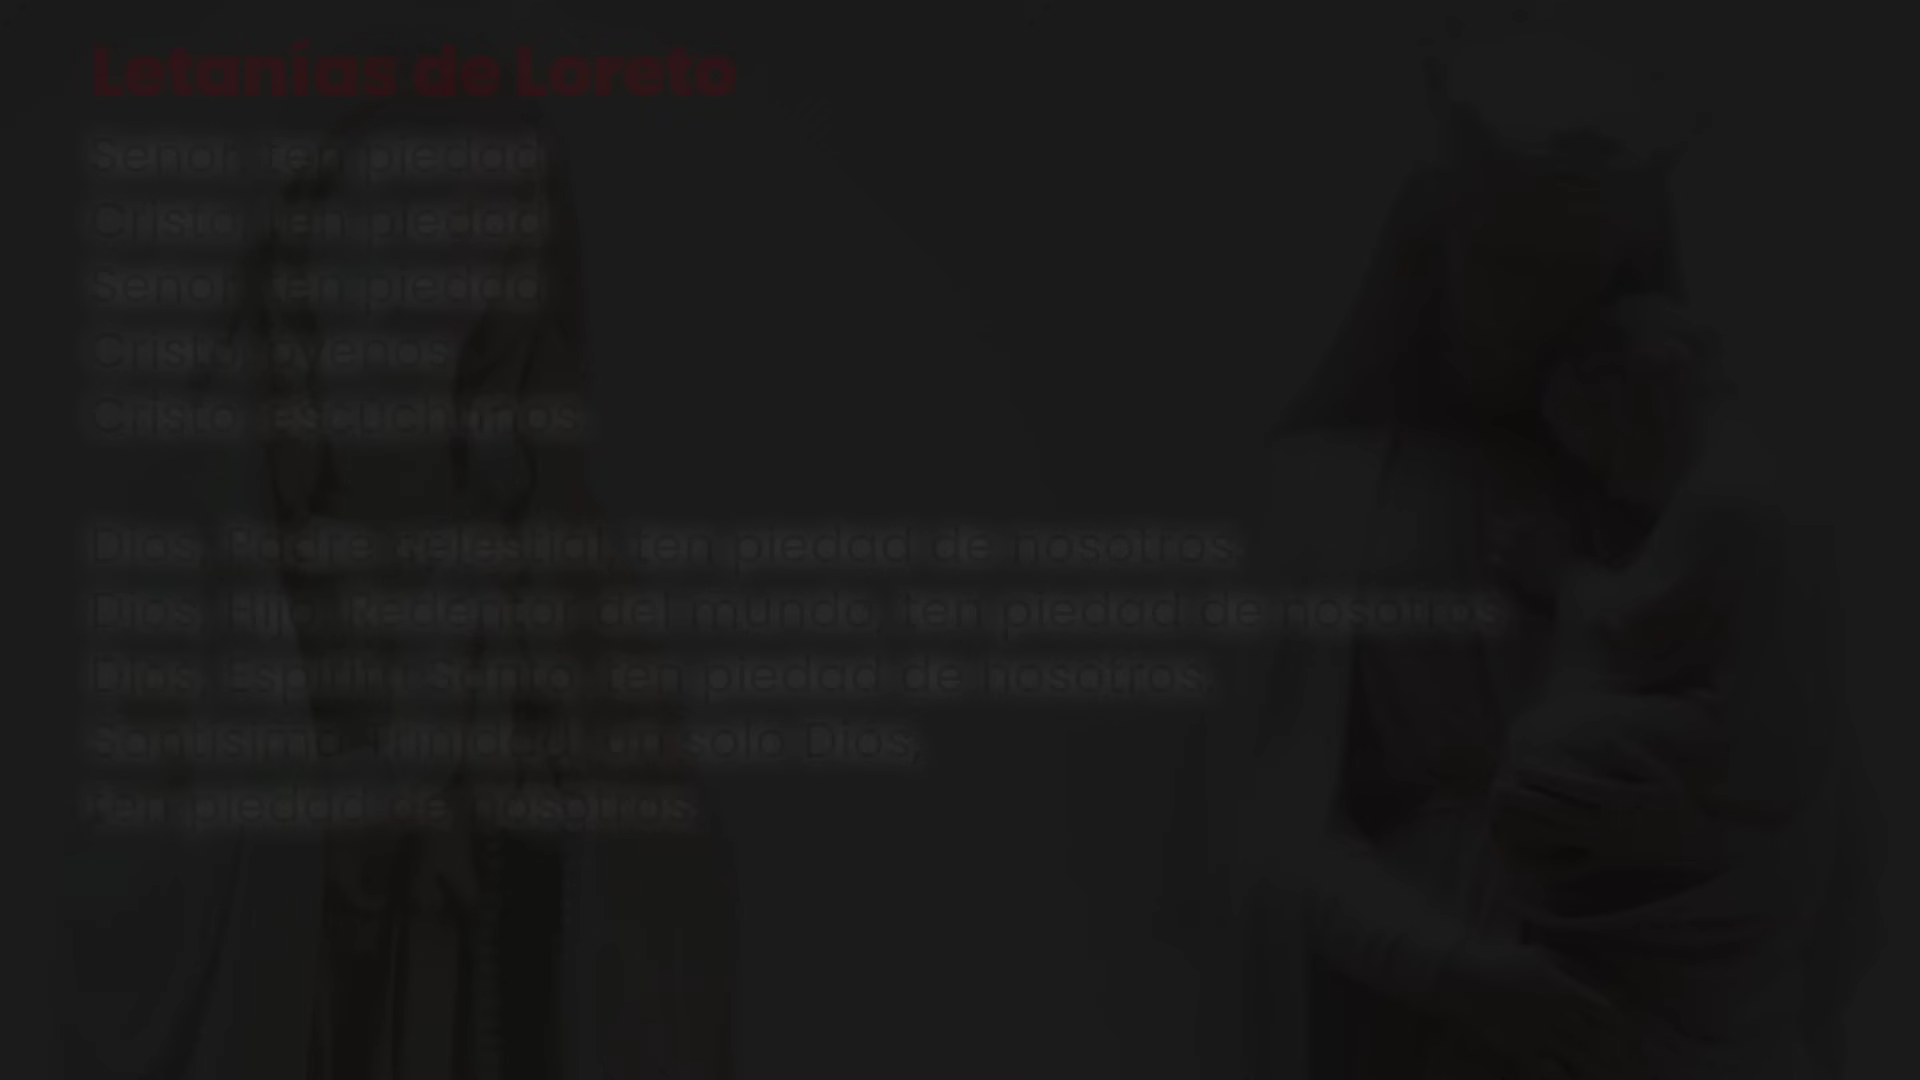 Letanías de Loreto
Señor, ten piedad
Cristo, ten piedad
Señor, ten piedad
Cristo, óyenos.
Cristo, escúchanos.
Dios, Padre celestial, ten piedad de nosotros.
Dios, Hijo, Redentor del mundo, ten piedad de nosotros.
Dios, Espíritu Santo, ten piedad de nosotros.
Santísima Trinidad, un solo Dios,
ten piedad de nosotros.